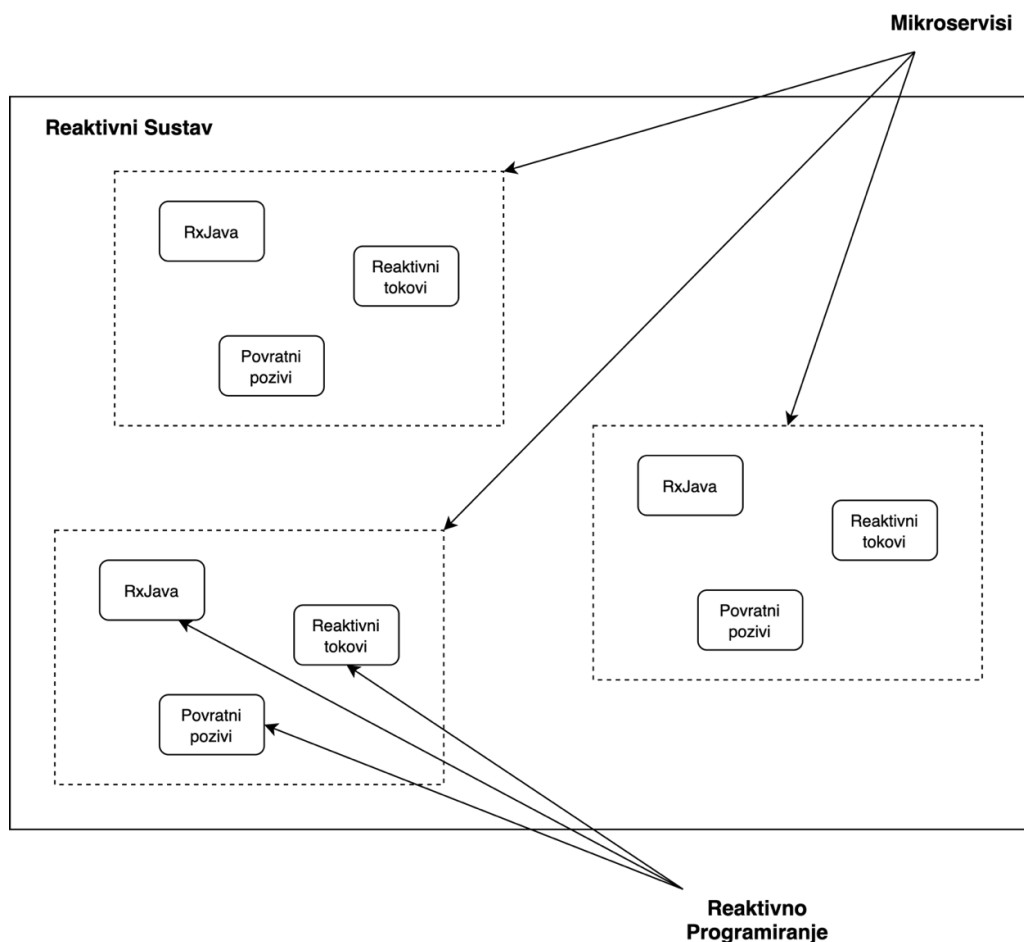 Mikroservisi
Reaktivni Sustav
RxJava
Reaktivni
tokovi
Povratni
pozivi
RxJava
Reaktivni
tokovi
Povratni
pozivi
RxJava
Reaktivni
tokovi
Povratni
pozivi
Reaktivno
Programiranje